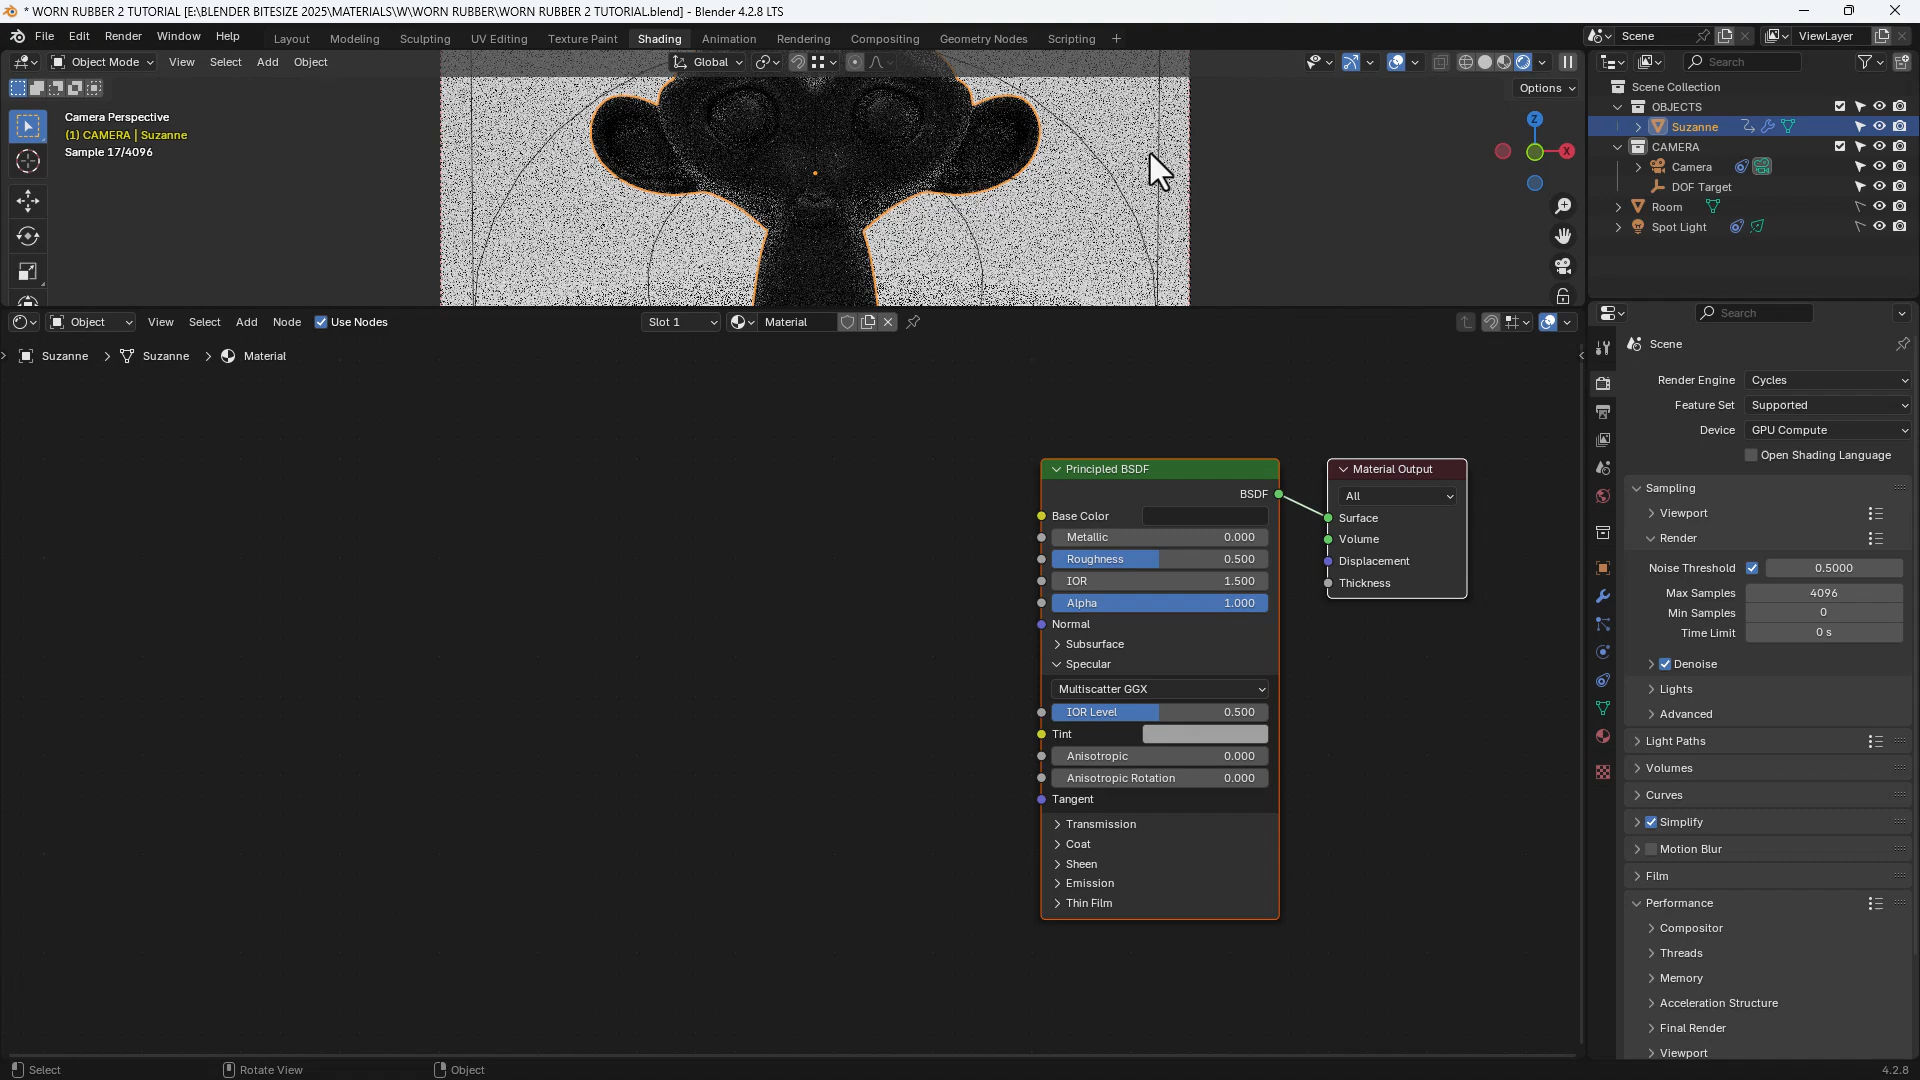 * WORN RUBBER 2 TUTORIAL [E:\BLENDER BITESIZE 2025\MATERIALS\W\WORN RUBBER\WORN RUBBER 2 TUTORIAL.blend] - Blender 4.2.8 LTS
File Edit Render Window Help Layout Modeling Sculpting UV Editing Texture Paint Shading Animation Rendering Compositing Geometry Nodes Scripting + Scene ViewLayer
Object Mode View Select Add Object Global Search
Options
Camera Perspective
(1) CAMERA | Suzanne
Sample 17/4096
Z
X
Scene Collection
OBJECTS
Suzanne
CAMERA
Camera
DOF Target
Room
Spot Light
Object View Select Add Node Use Nodes Slot 1 Material
Suzanne > Suzanne > Material
Principled BSDF
BSDF
Base Color
Metallic 0.000
Roughness 0.500
IOR 1.500
Alpha 1.000
Normal
Subsurface
Specular
Multiscatter GGX
IOR Level 0.500
Tint
Anisotropic 0.000
Anisotropic Rotation 0.000
Tangent
Transmission
Coat
Sheen
Emission
Thin Film
Material Output
All
Surface
Volume
Displacement
Thickness
Search
Scene
Render Engine Cycles
Feature Set Supported
Device GPU Compute
Open Shading Language
Sampling
Viewport
Render
Noise Threshold 0.5000
Max Samples 4096
Min Samples 0
Time Limit 0 s
Denoise
Lights
Advanced
Light Paths
Volumes
Curves
Simplify
Motion Blur
Film
Performance
Compositor
Threads
Memory
Acceleration Structure
Final Render
Viewport
Select Rotate View Object 4.2.8